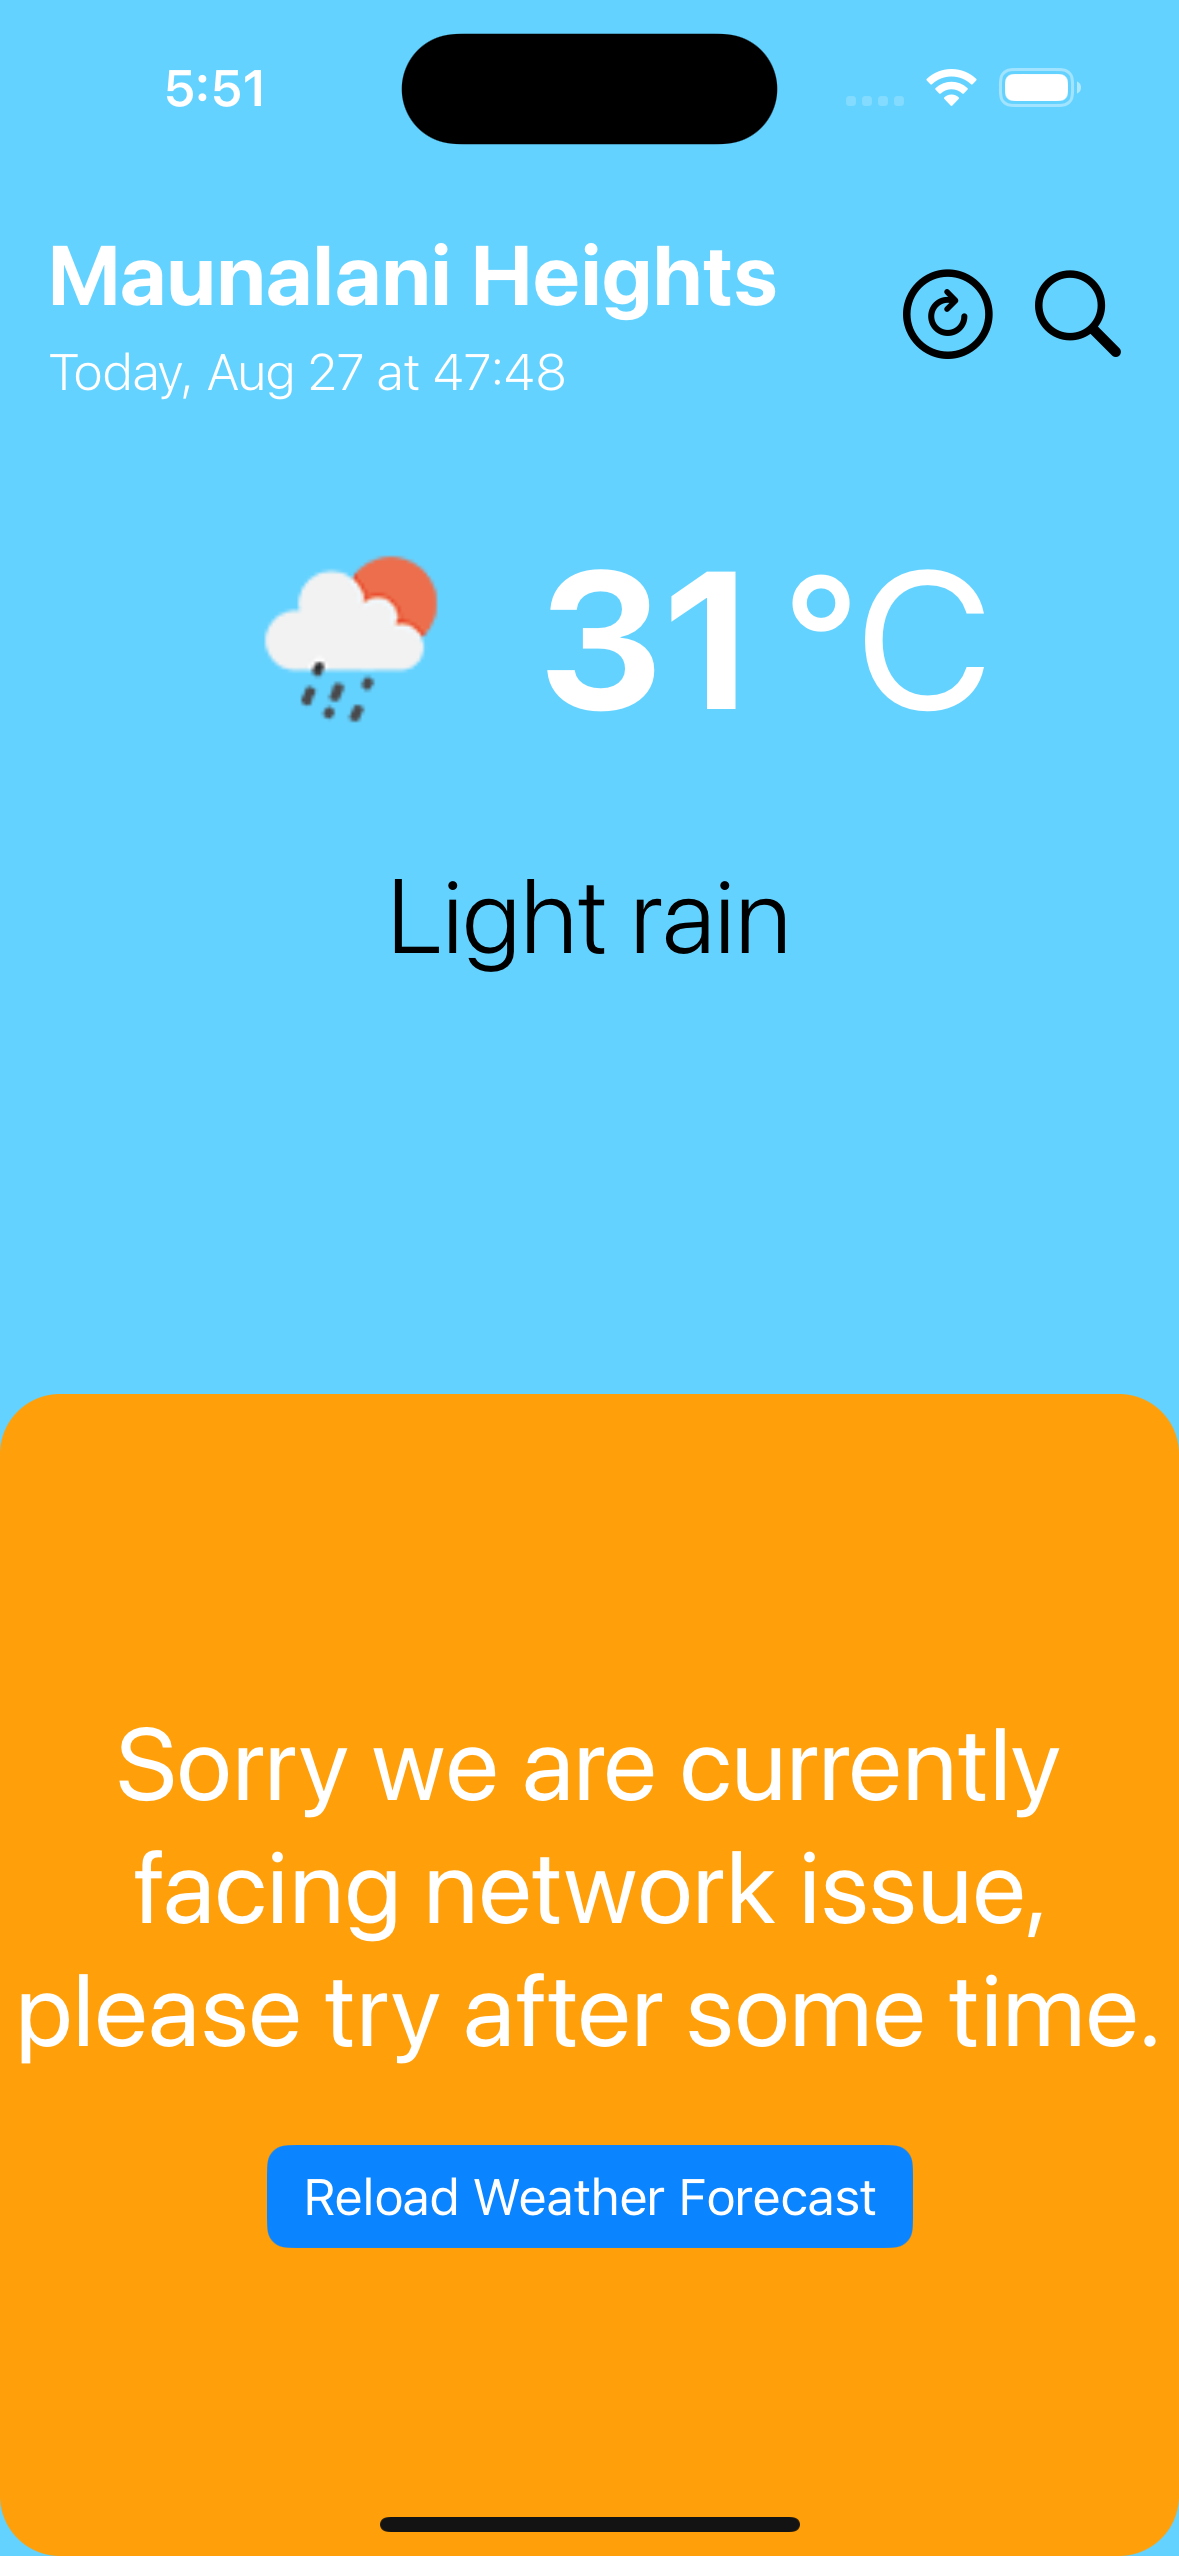 5:51
Maunalani Heights
Today, Aug 27 at 47:48
31 °C
Light rain
Sorry we are currently
facing network issue,
please try after some time.
Reload Weather Forecast